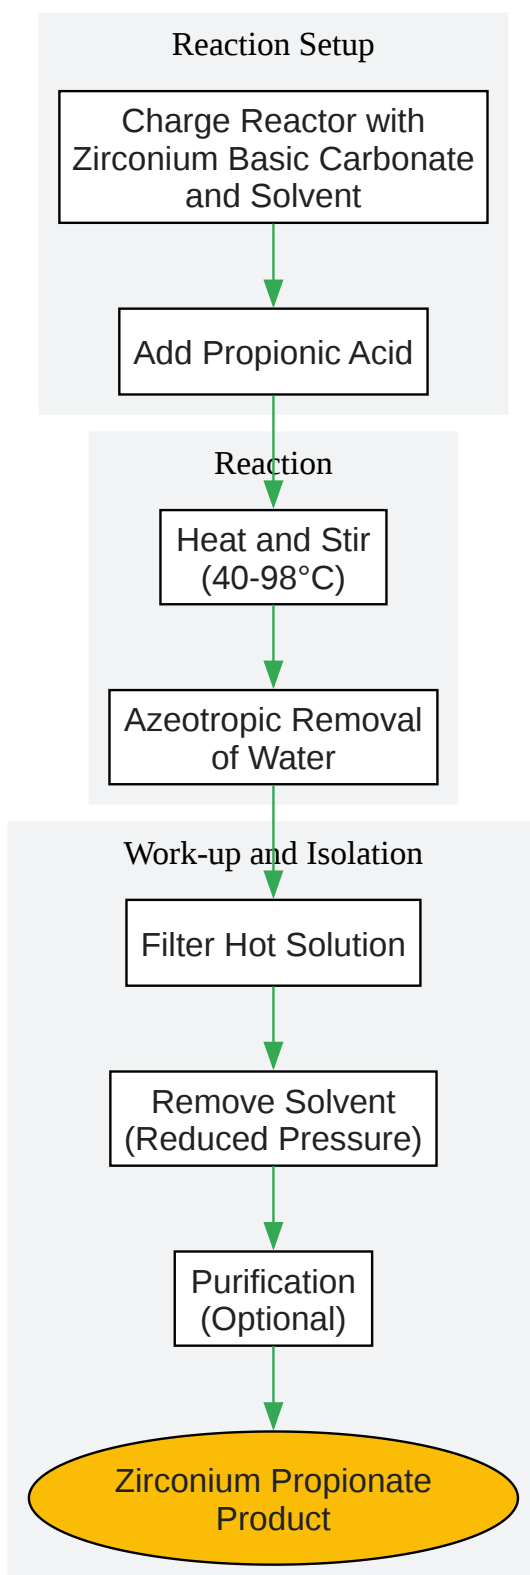 Reaction Setup
Charge Reactor with
Zirconium Basic Carbonate
and Solvent
Add Propionic Acid
Reaction
Heat and Stir
(40-98°C)
Azeotropic Removal
of Water
Work-up and Isolation
Filter Hot Solution
Remove Solvent
(Reduced Pressure)
Purification
(Optional)
Zirconium Propionate
Product